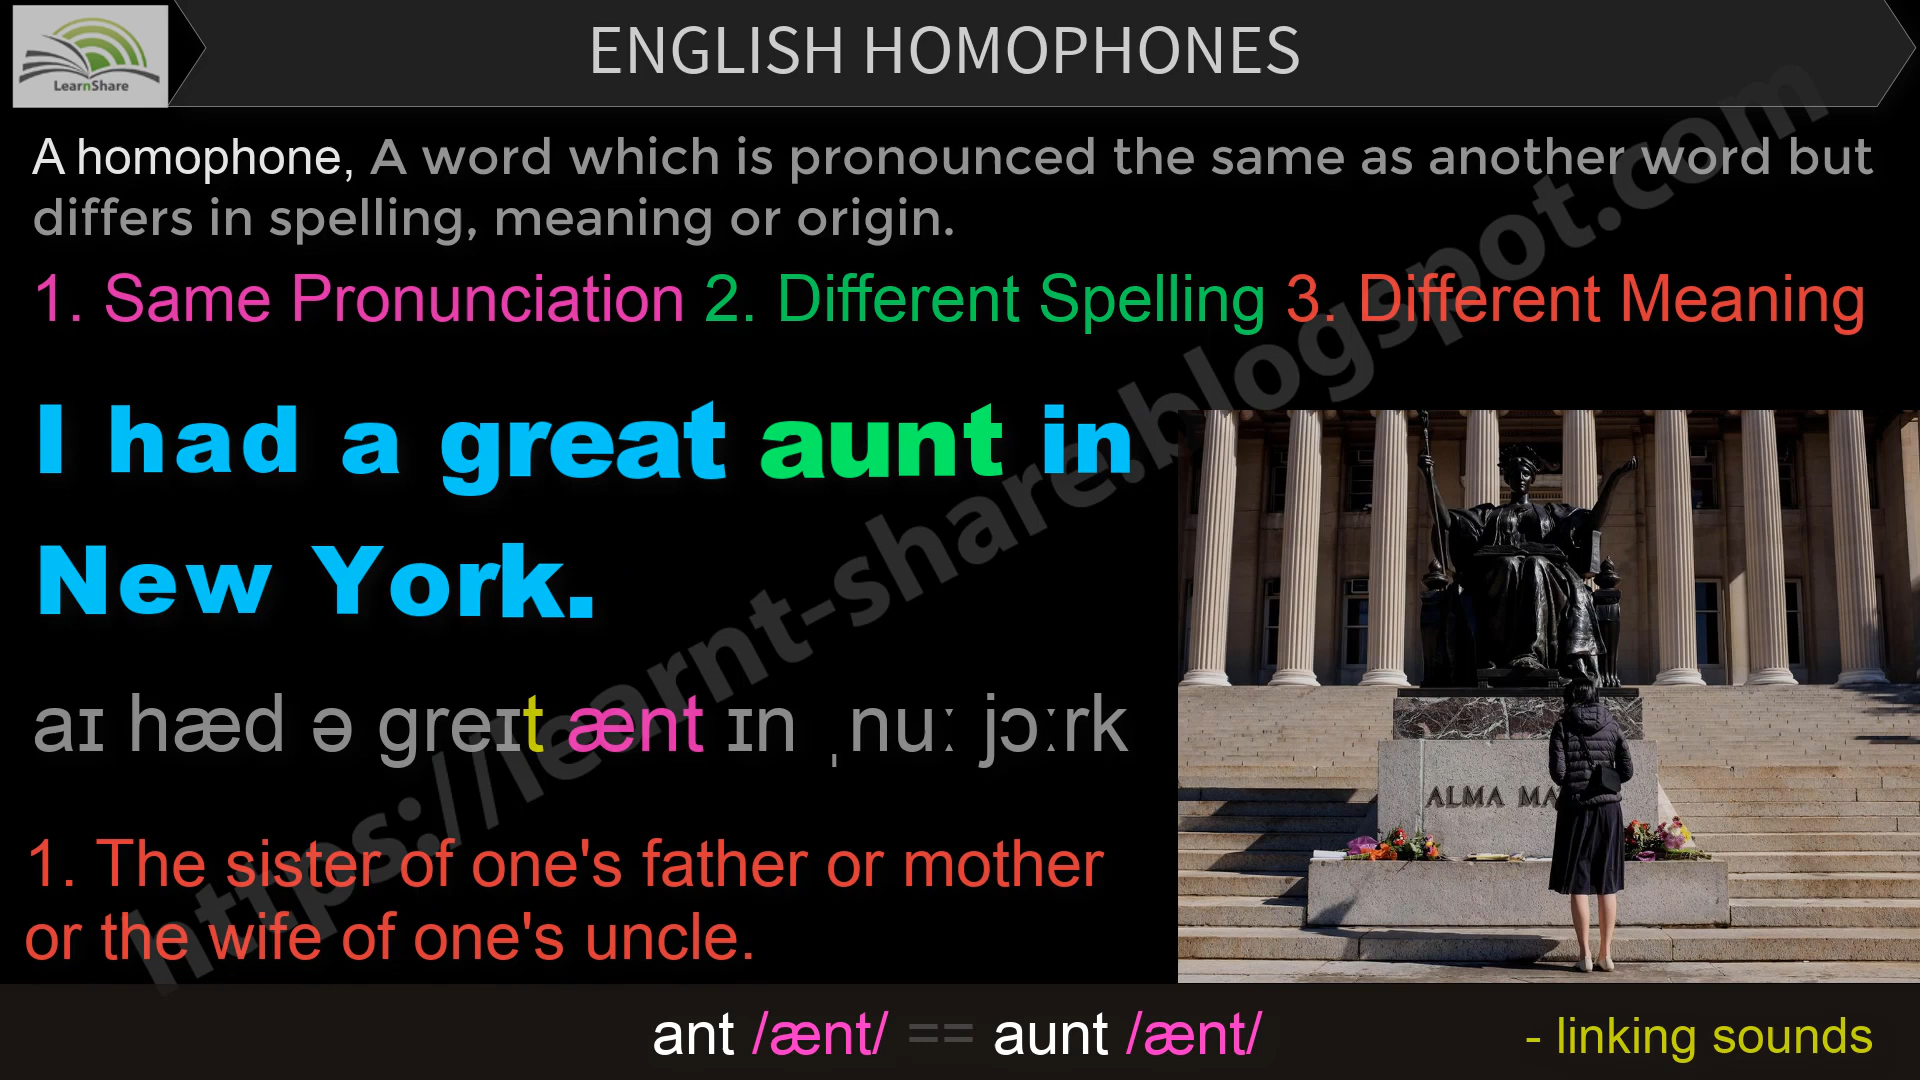 LearnShare
ENGLISH HOMOPHONES
A homophone, A word which is pronounced the same as another word but
differs in spelling, meaning or origin.
1. Same Pronunciation 2. Different Spelling 3. Different Meaning
I had a great aunt in
New York.
aɪ hæd ə ɡreɪt ænt ɪn ˌnuː jɔːrk
1. The sister of one's father or mother
or the wife of one's uncle.
ALMA MA
https://learnt-share.blogspot.com
ant /ænt/ == aunt /ænt/
- linking sounds